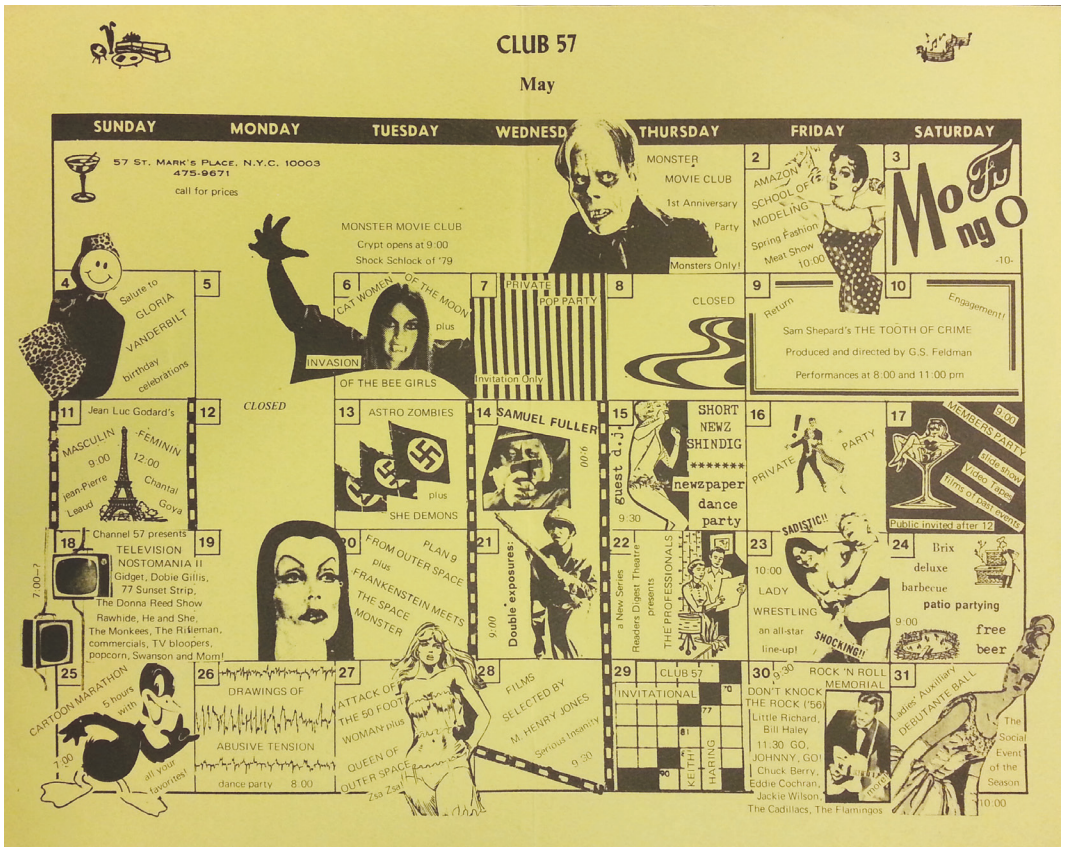 CLUB 57
May
SUNDAY MONDAY TUESDAY WEDNESD THURSDAY FRIDAY SATURDAY
57 ST. MARK'S PLACE, N.Y.C. 10003
475-9671
call for prices
MONSTER MOVIE CLUB
Crypt opens at 9:00
Shock Schlock of '79
MONSTER
MOVIE CLUB
1st Anniversary
Party
Monsters Only!
2
AMAZON
SCHOOL OF
MODELING
Spring Fashion
Meat Show
10:00
3
Mo Fu
ngo
-10-
4
Salute to
GLORIA
VANDERBILT
birthday
celebrations
5
6
CAT WOMEN OF THE MOON
plus
INVASION
OF THE BEE GIRLS
7
PRIVATE
POP PARTY
Invitation Only
8
CLOSED
9
10
Return
Engagement!
Sam Shepard's THE TOOTH OF CRIME
Produced and directed by G.S. Feldman
Performances at 8:00 and 11:00 pm
11
Jean Luc Godard's
MASCULIN -FEMININ
9:00 12:00
Jean-Pierre
Leaud
Chantal
Goya
12
CLOSED
13
ASTRO ZOMBIES
plus
SHE DEMONS
14
SAMUEL FULLER
9:00
15
SHORT
NEWZ
SHINDIG
*******
newzpaper
dance
party
guest d.j.
9:30
16
PRIVATE PARTY
17
9:00
MEMBERS PARTY
slide show
Video Tapes
films of past events
Public invited after 12
18
Channel 57 presents
TELEVISION
NOSTOMANIA II
Gidget, Dobie Gillis,
77 Sunset Strip,
The Donna Reed Show
Rawhide, He and She,
The Monkees, The Rifleman,
commercials, TV bloopers,
popcorn, Swanson and Mom!
7:00-?
19
20
PLAN 9
FROM OUTER SPACE
plus
FRANKENSTEIN MEETS
THE SPACE
MONSTER
21
Double exposures:
9:00
22
a New Series
Readers Digest Theatre
presents
THE PROFESSIONALS
23
SADISTIC!!
10:00
LADY
WRESTLING
an all-star
line-up!
SHOCKING!!
24
Brix
deluxe
barbecue
patio partying
9:00
free
beer
25
CARTOON MARATHON
5 hours
with
all your
favorites!
7:00
26
DRAWINGS OF
ABUSIVE TENSION
dance party 8.00
27
ATTACK OF
THE 50 FOOT
WOMAN plus
QUEEN OF
OUTER SPACE
Zsa Zsa!
28
FILMS
SELECTED BY
M. HENRY JONES
Serious Insanity
9:30
29
CLUB 57
INVITATIONAL
'70
'77
81
'90
KEITH
HARING
30
9:30
ROCK 'N ROLL
MEMORIAL
DON'T KNOCK
THE ROCK ('56)
Little Richard,
Bill Haley
11:30 GO,
JOHNNY, GO!
Chuck Berry,
Eddie Cochran,
Jackie Wilson,
The Cadillacs, The Flamingos
more!
31
Ladies' Auxilliary
DEBUTANTE BALL
The
Social
Event
of the
Season
10:00